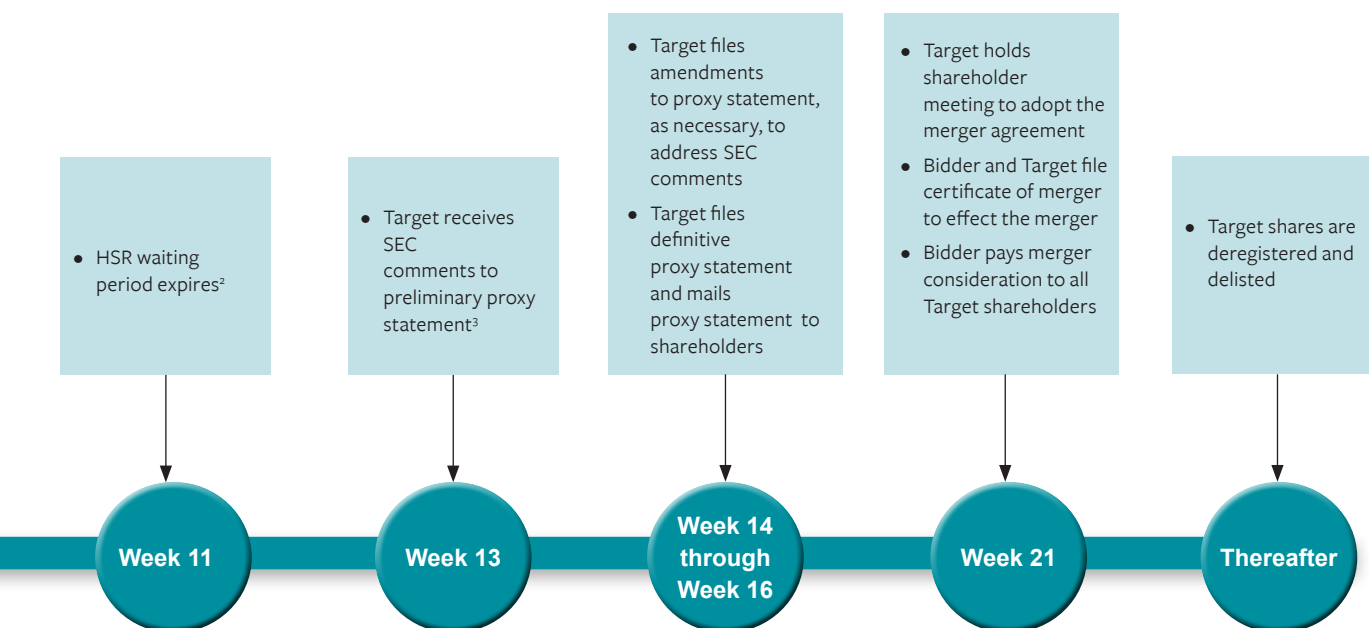 • HSR waiting
period expires²
• Target receives
SEC
comments to
preliminary proxy
statement³
• Target files
amendments
to proxy statement,
as necessary, to
address SEC
comments
• Target files
definitive
proxy statement
and mails
proxy statement to
shareholders
• Target holds
shareholder
meeting to adopt the
merger agreement
• Bidder and Target file
certificate of merger
to effect the merger
• Bidder pays merger
consideration to all
Target shareholders
• Target shares are
deregistered and
delisted
Week 11
Week 13
Week 14
through
Week 16
Week 21
Thereafter